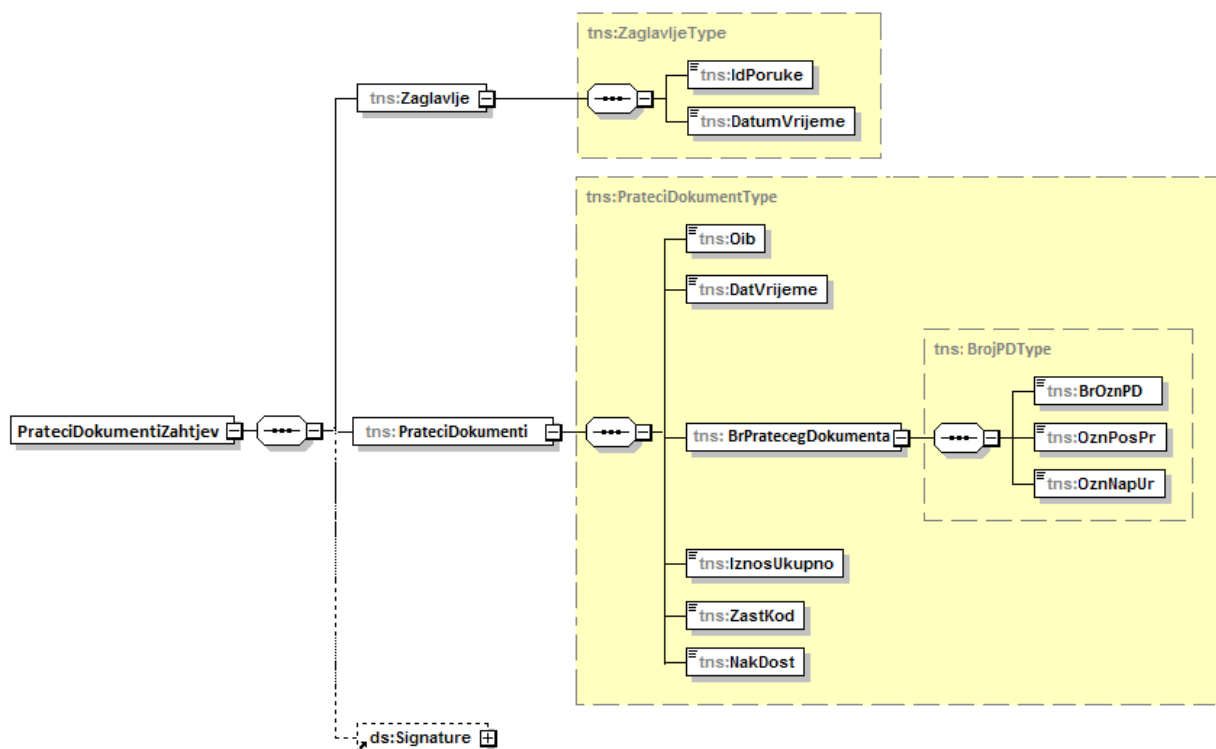 tns:ZaglavljeType
tns:IdPoruke
tns:Zaglavlje
tns:DatumVrijeme
tns:PrateciDokumentType
tns:Oib
tns:DatVrijeme
tns: BrojPDType
tns:BrOznPD
PrateciDokumentiZahtjev
tns: PrateciDokumenti
tns: BrPratecegDokumenta
tns:OznPosPr
tns:OznNapUr
tns:IznosUkupno
tns:ZastKod
tns:NakDost
ds:Signature